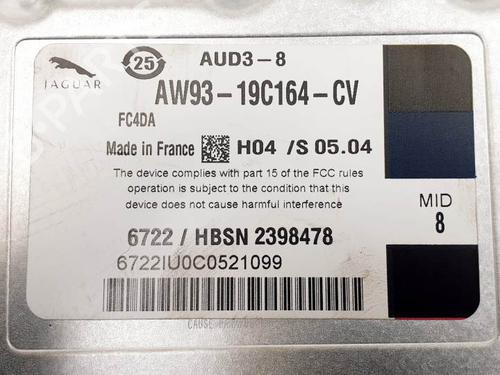 JAGUAR
25
AUD3-8
AW93-19C164-CV
FC4DA
Made in France H04 /S 05.04
The device complies with part 15 of the FCC rules
operation is subject to the condition that this
device does not cause harmful interference
MID
8
6722 / HBSN 2398478
6722IU0C0521099
CAUSE